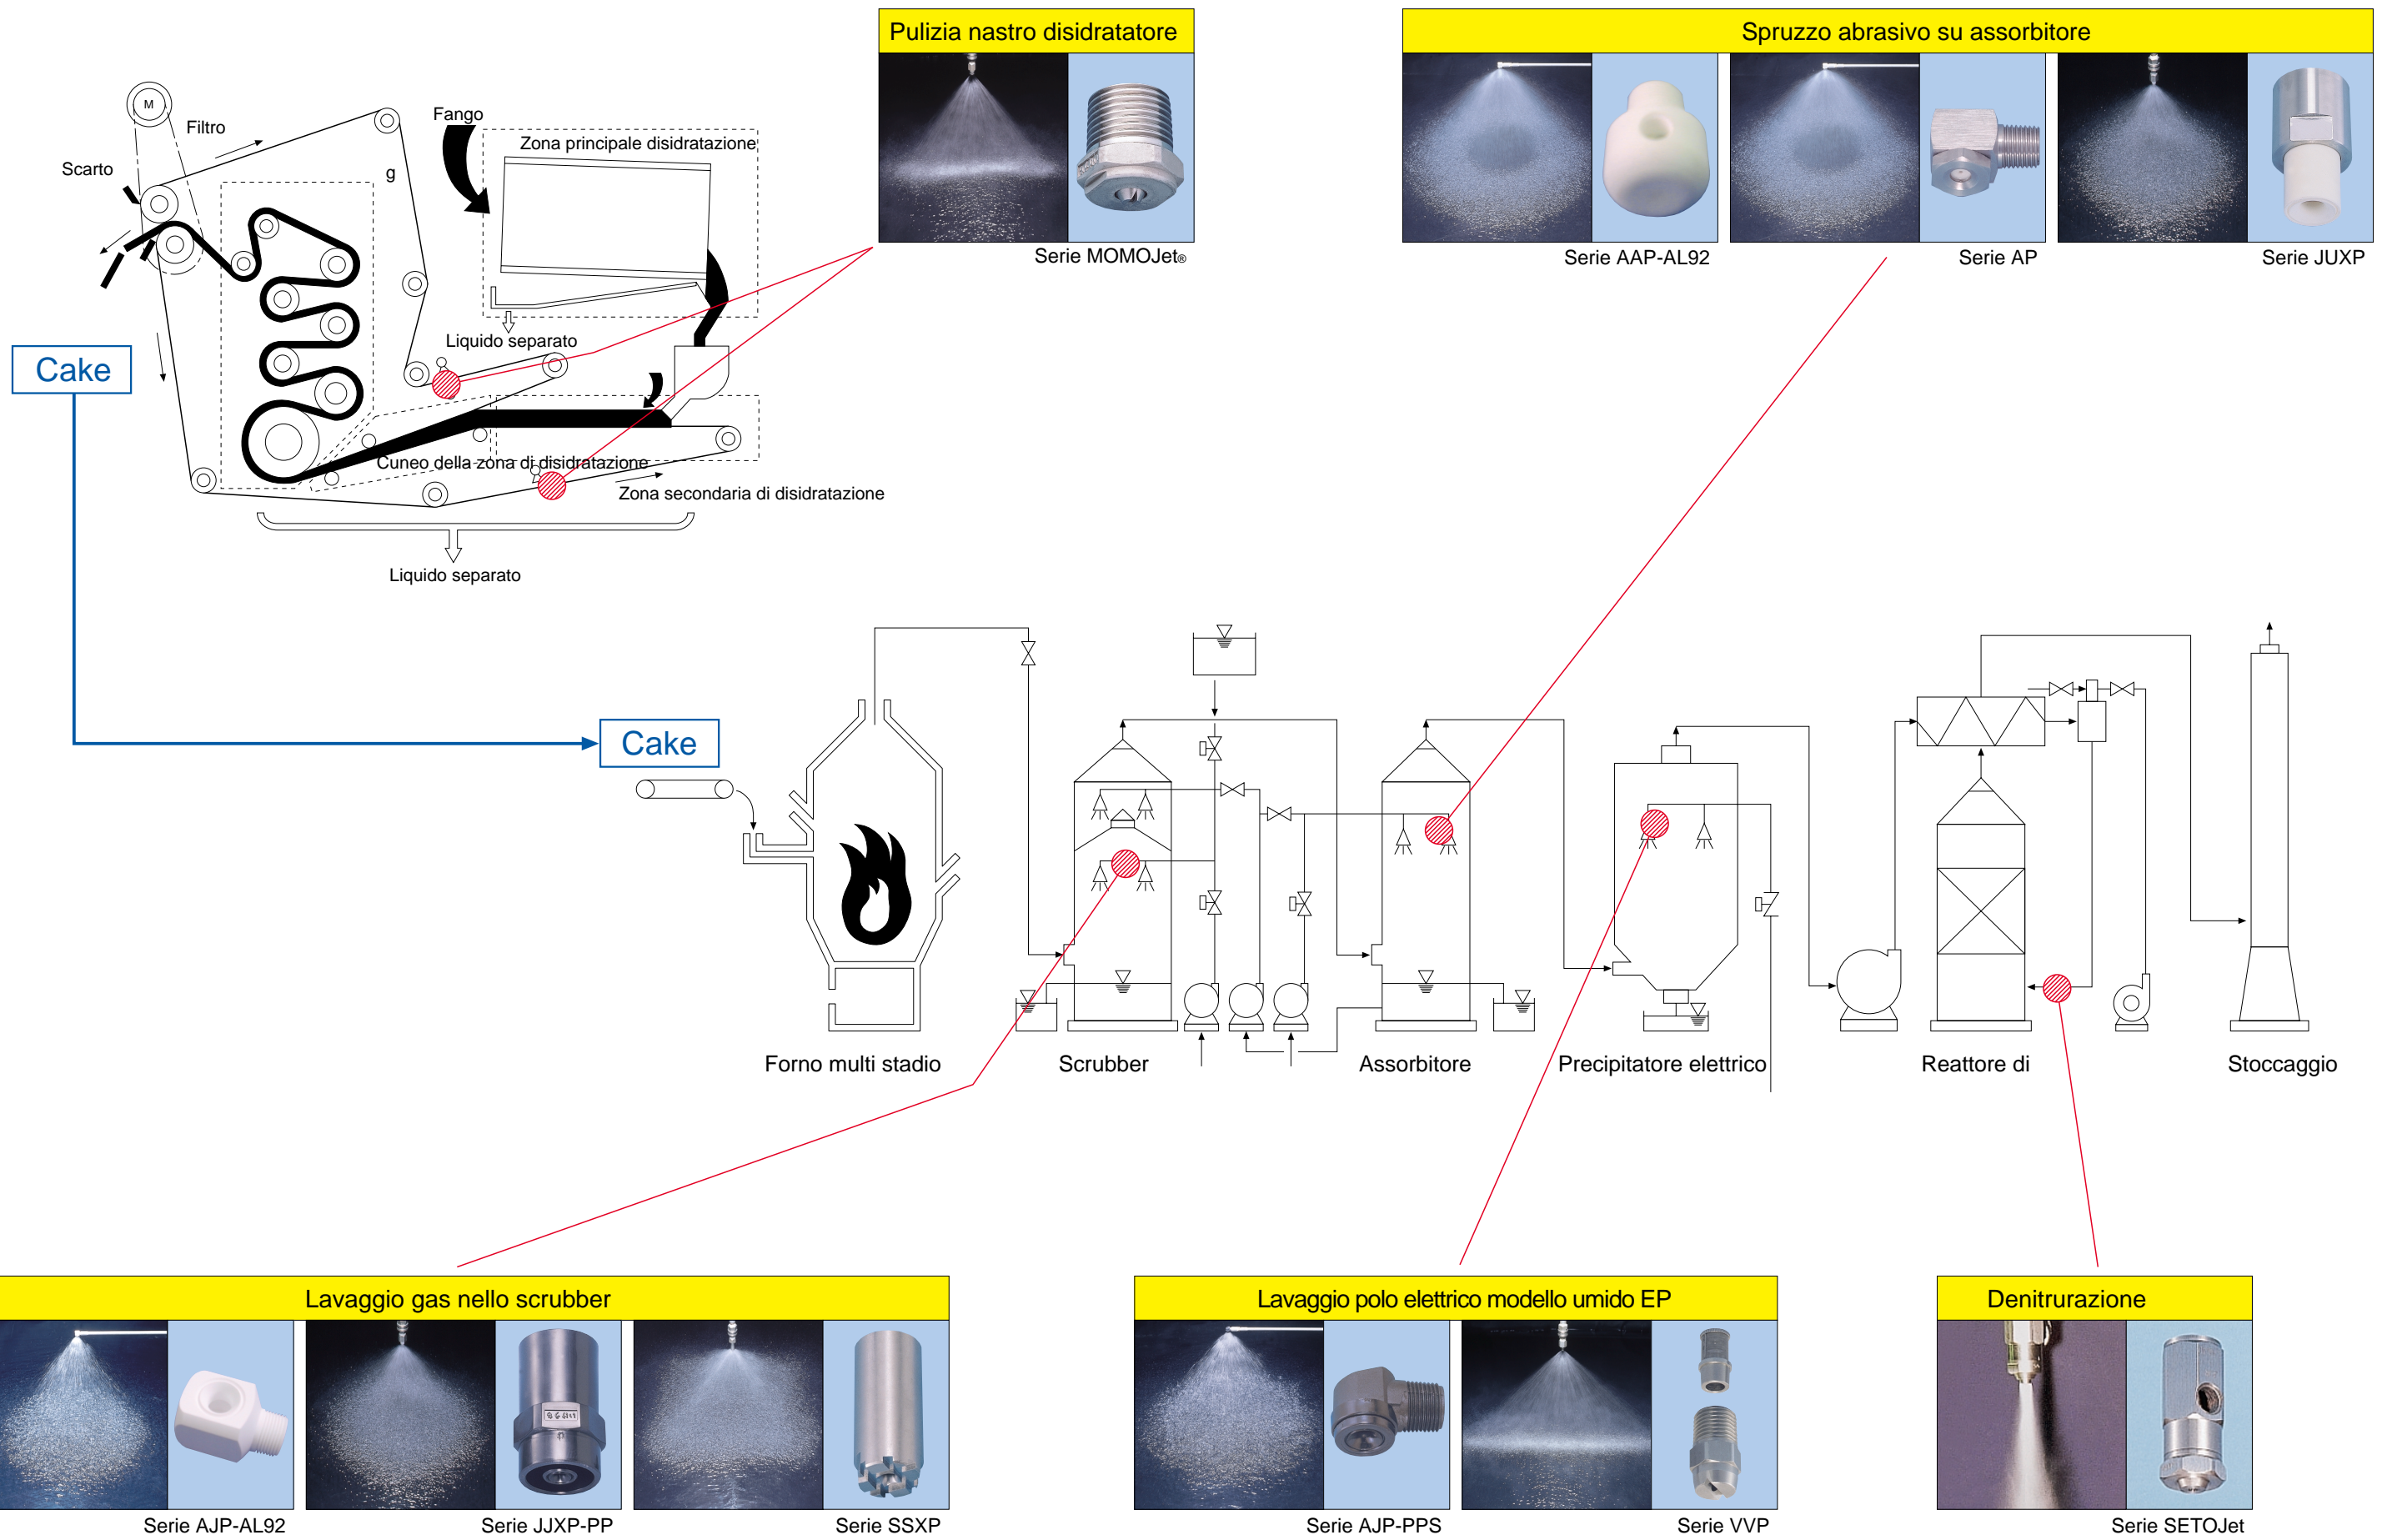 Pulizia nastro disidratatore
Spruzzo abrasivo su assorbitore
Serie MOMOJet®
Serie AAP-AL92
Serie AP
Serie JUXP
M
Filtro
Scarto
g
Fango
Zona principale disidratazione
Liquido separato
Cake
Cuneo della zona di disidratazione
Zona secondaria di disidratazione
Liquido separato
Cake
Forno multi stadio
Scrubber
Assorbitore
Precipitatore elettrico
Reattore di
Stoccaggio
Lavaggio gas nello scrubber
Lavaggio polo elettrico modello umido EP
Denitrurazione
Serie AJP-AL92
Serie JJXP-PP
Serie SSXP
Serie AJP-PPS
Serie VVP
Serie SETOJet